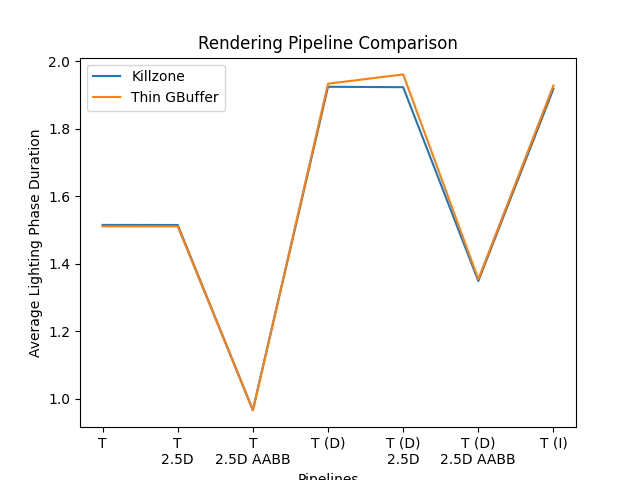 Rendering Pipeline Comparison
Killzone
Thin GBuffer
Average Lighting Phase Duration
2.0
1.8
1.6
1.4
1.2
1.0
T T T T (D) T (D) T (D) T (I)
2.5D 2.5D AABB 2.5D 2.5D AABB
Pipelines